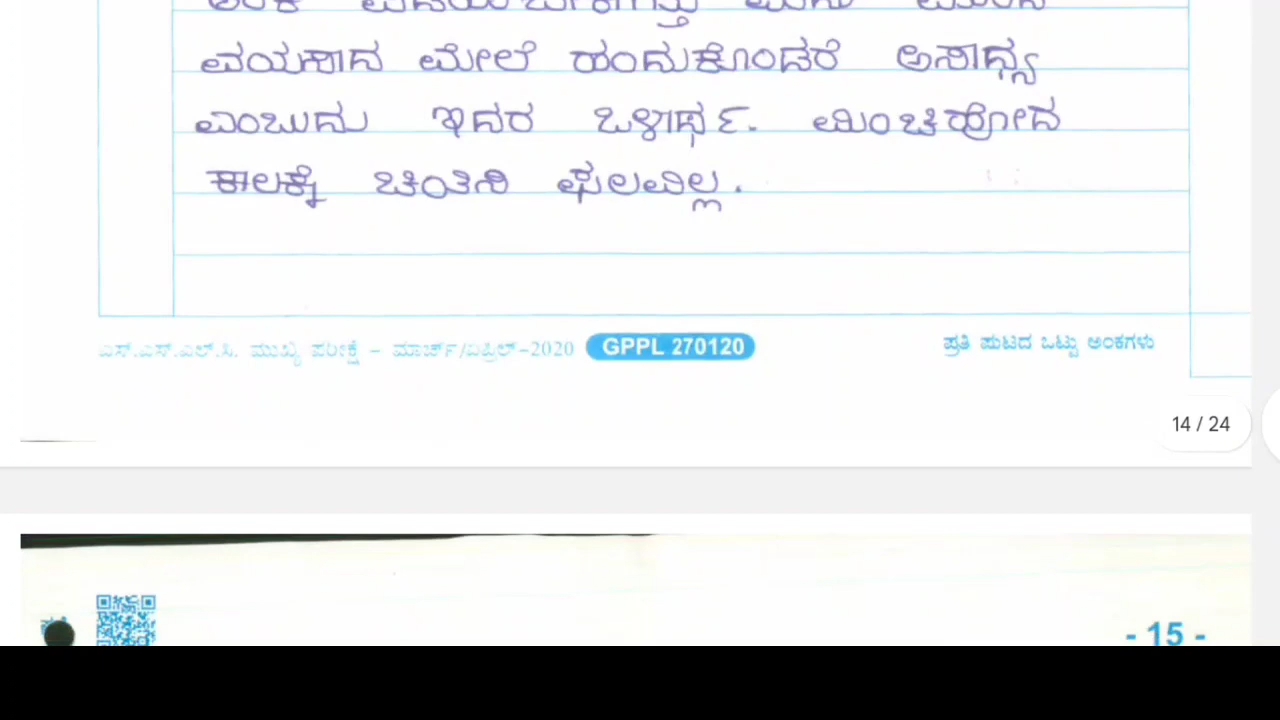 ವಯಸಾದ ಮೇಲೆ ಹಂದುಕೊಂಡರೆ ಅಸಾಧ್ಯ
ಎಂಬುದು ಇದರ ಒಳಾರ್ಥ. ಮಿಂಚಿಹೋದ
ಕಾಲಕ್ಕೆ ಚಿಂತಿಸಿ ಫಲವಿಲ್ಲ.
ಎಸ್.ಎಸ್.ಎಲ್.ಸಿ. ಮುಖ್ಯ ಪರೀಕ್ಷೆ - ಮಾರ್ಚ್/ಏಪ್ರಿಲ್-2020 GPPL 270120 ಪ್ರತಿ ಪುಟದ ಒಟ್ಟು ಅಂಕಗಳು
14 / 24
- 15 -